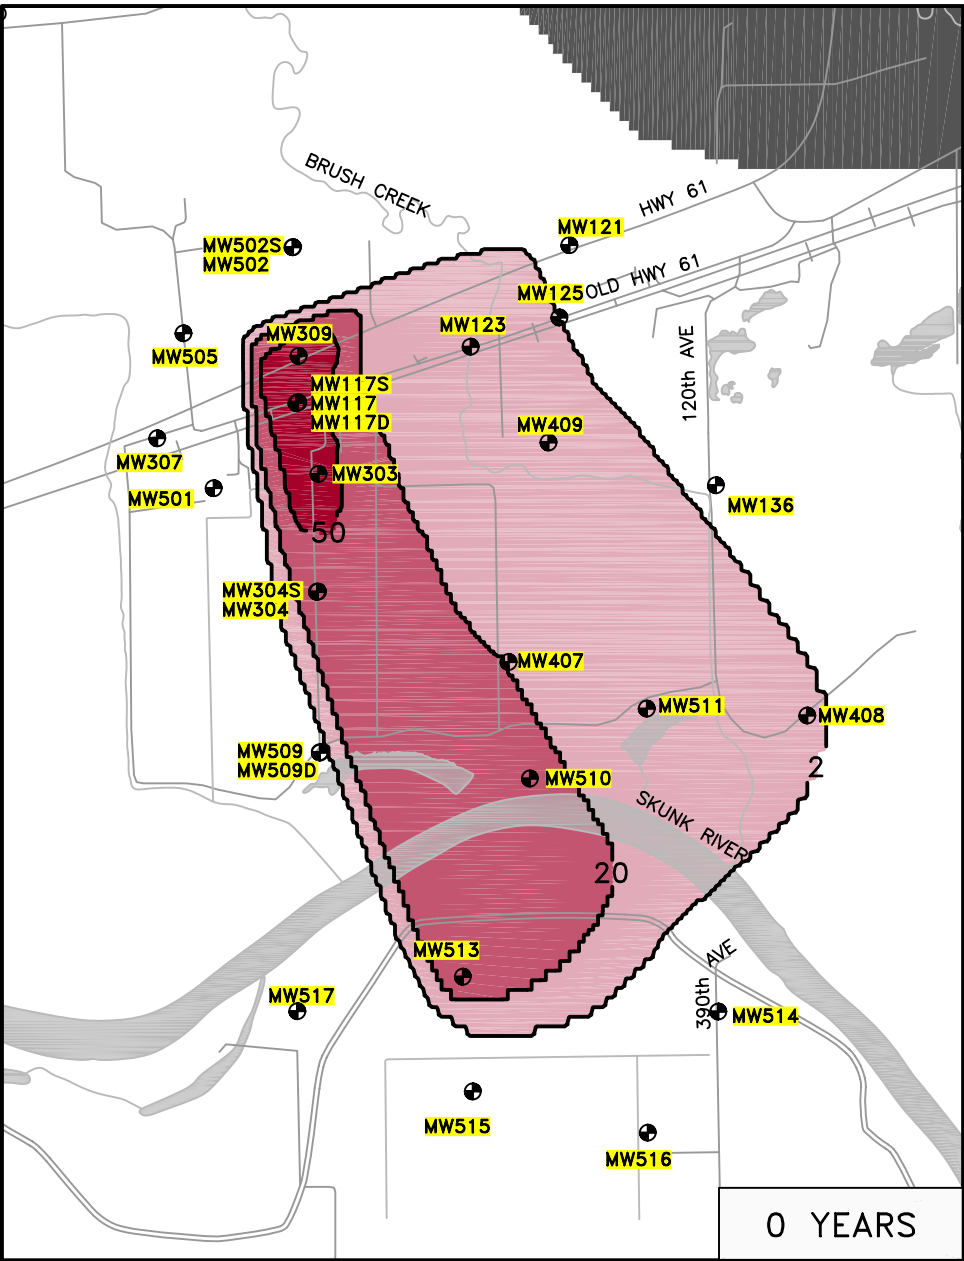 BRUSH CREEK
HWY 61
MW121
MW502S
MW502
OLD HWY 61
MW125
MW123
MW309
MW505
120th AVE
MW117S
MW117
MW117D
MW409
MW307
MW303
MW501
MW136
50
MW304S
MW304
MW407
MW511
MW408
MW509
MW509D
2
MW510
SKUNK RIVER
20
MW513
390th AVE
MW517
MW514
MW515
MW516
0 YEARS